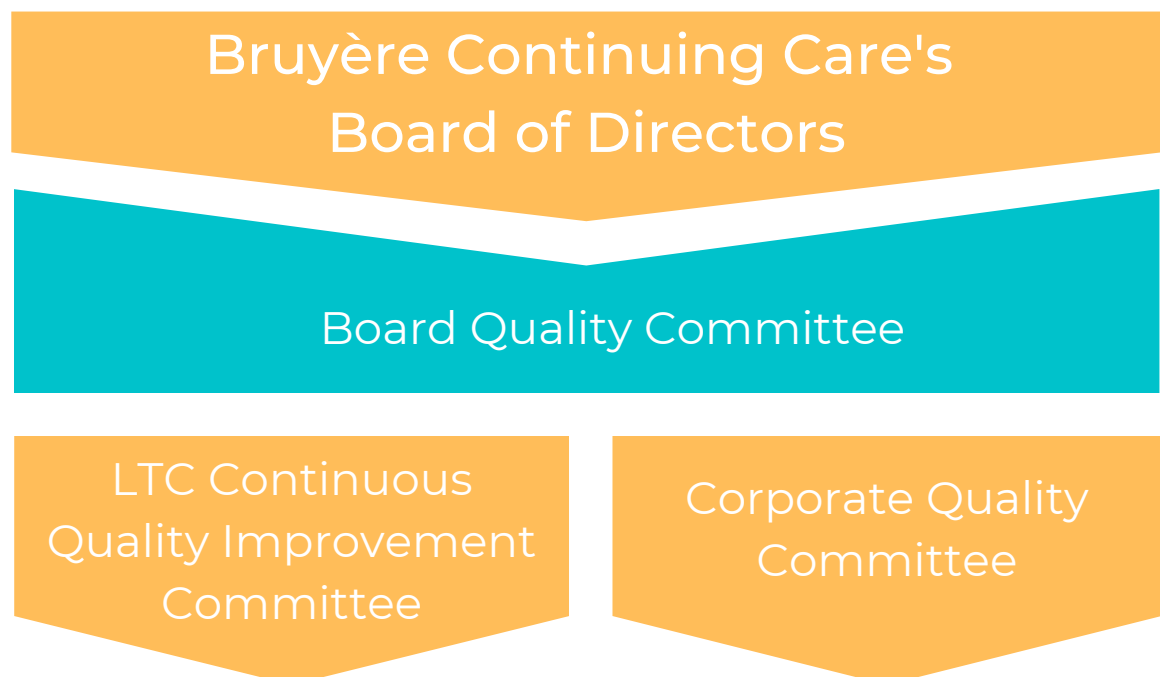 Bruyère Continuing Care's
Board of Directors
Board Quality Committee
LTC Continuous
Quality Improvement
Committee
Corporate Quality
Committee